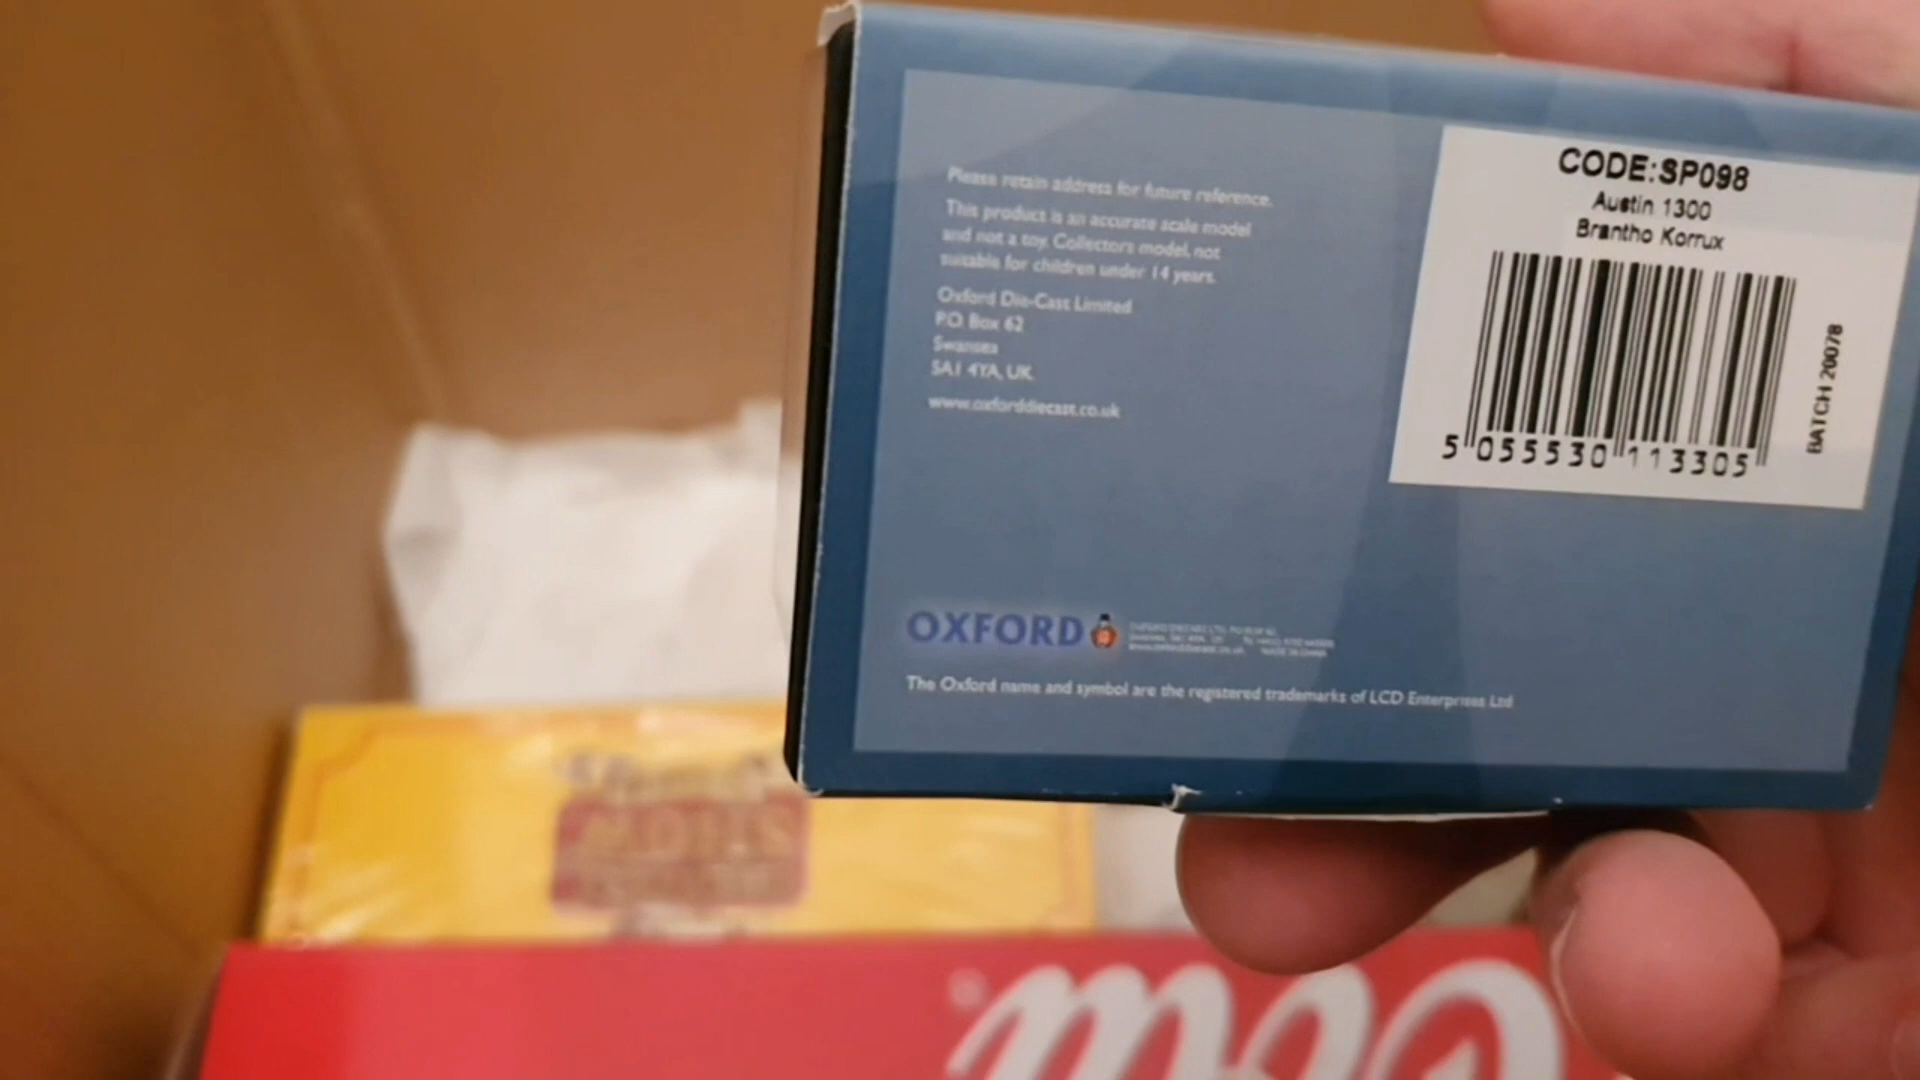 Please retain address for future reference.
This product is an accurate scale model
and not a toy. Collectors model, not
suitable for children under 14 years.
Oxford Die-Cast Limited
P.O. Box 62
Swansea
SA1 4YA, UK
www.oxforddiecast.co.uk
CODE:SP098
Austin 1300
Brantho Korrux
5 055530 113305
BATCH 20078
OXFORD
The Oxford name and symbol are the registered trademarks of LCD Enterprises Ltd